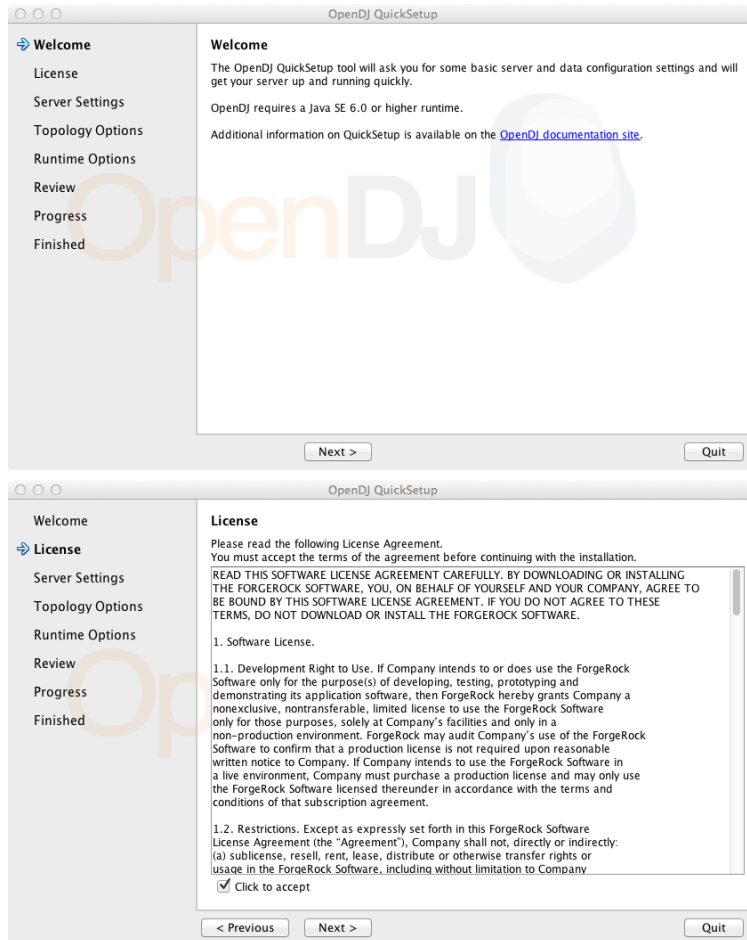 OpenDJ QuickSetup
Welcome
License
Server Settings
Topology Options
Runtime Options
Review
Progress
Finished
Welcome
The OpenDJ QuickSetup tool will ask you for some basic server and data configuration settings and will
get your server up and running quickly.
OpenDJ requires a Java SE 6.0 or higher runtime.
Additional information on QuickSetup is available on the OpenDJ documentation site.
OpenDJ
Next >
Quit
OpenDJ QuickSetup
Welcome
License
Server Settings
Topology Options
Runtime Options
Review
Progress
Finished
Op
License
Please read the following License Agreement.
You must accept the terms of the agreement before continuing with the installation.
READ THIS SOFTWARE LICENSE AGREEMENT CAREFULLY. BY DOWNLOADING OR INSTALLING
THE FORGEROCK SOFTWARE, YOU, ON BEHALF OF YOURSELF AND YOUR COMPANY, AGREE TO
BE BOUND BY THIS SOFTWARE LICENSE AGREEMENT. IF YOU DO NOT AGREE TO THESE
TERMS, DO NOT DOWNLOAD OR INSTALL THE FORGEROCK SOFTWARE.
1. Software License.
1.1. Development Right to Use. If Company intends to or does use the ForgeRock
Software only for the purpose(s) of developing, testing, prototyping and
demonstrating its application software, then ForgeRock hereby grants Company a
nonexclusive, nontransferable, limited license to use the ForgeRock Software
only for those purposes, solely at Company's facilities and only in a
non-production environment. ForgeRock may audit Company's use of the ForgeRock
Software to confirm that a production license is not required upon reasonable
written notice to Company. If Company intends to use the ForgeRock Software in
a live environment, Company must purchase a production license and may only use
the ForgeRock Software licensed thereunder in accordance with the terms and
conditions of that subscription agreement.
1.2. Restrictions. Except as expressly set forth in this ForgeRock Software
License Agreement (the "Agreement"), Company shall not, directly or indirectly:
(a) sublicense, resell, rent, lease, distribute or otherwise transfer rights or
usage in the ForgeRock Software, including without limitation to Company
Click to accept
< Previous
Next >
Quit